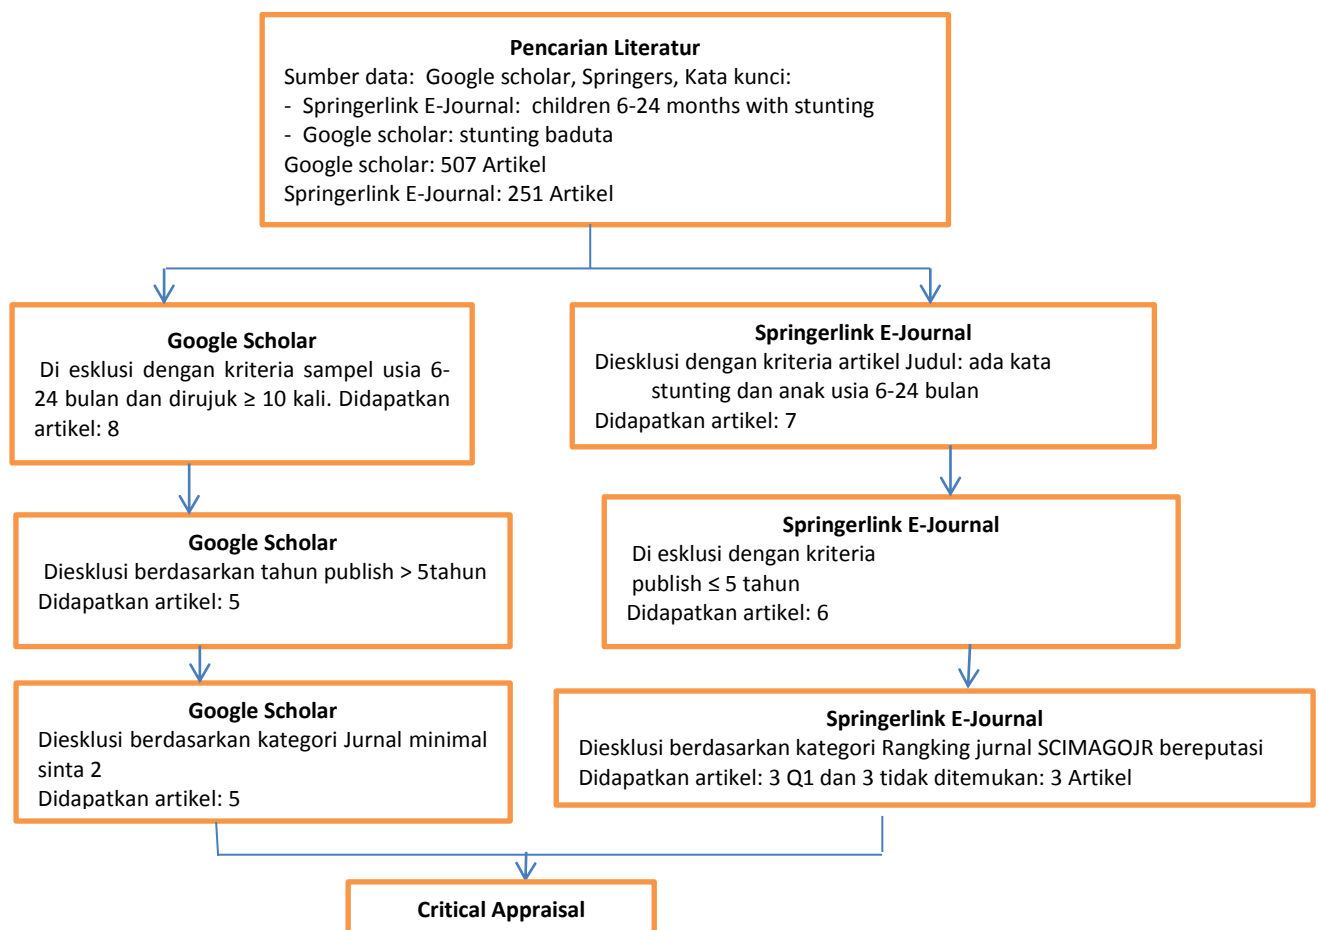 Pencarian Literatur
Sumber data: Google scholar, Springers, Kata kunci:
- Springerlink E-Journal: children 6-24 months with stunting
- Google scholar: stunting baduta
Google scholar: 507 Artikel
Springerlink E-Journal: 251 Artikel
Google Scholar
Di esklusi dengan kriteria sampel usia 6-
24 bulan dan dirujuk ≥ 10 kali. Didapatkan
artikel: 8
Springerlink E-Journal
Diesklusi dengan kriteria artikel Judul: ada kata
stunting dan anak usia 6-24 bulan
Didapatkan artikel: 7
Google Scholar
Diesklusi berdasarkan tahun publish > 5tahun
Didapatkan artikel: 5
Springerlink E-Journal
Di esklusi dengan kriteria
publish ≤ 5 tahun
Didapatkan artikel: 6
Google Scholar
Diesklusi berdasarkan kategori Jurnal minimal
sinta 2
Didapatkan artikel: 5
Springerlink E-Journal
Diesklusi berdasarkan kategori Rangking jurnal SCIMAGOJR bereputasi
Didapatkan artikel: 3 Q1 dan 3 tidak ditemukan: 3 Artikel
Critical Appraisal